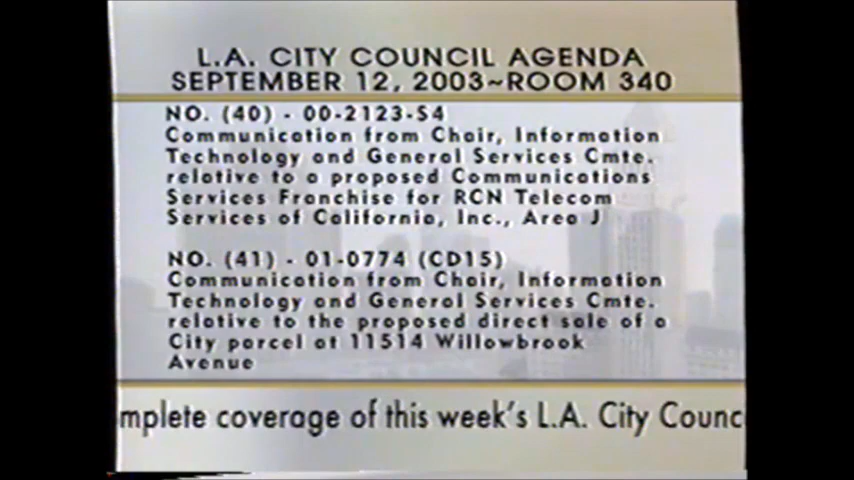 L.A. CITY COUNCIL AGENDA
SEPTEMBER 12, 2003~ROOM 340
NO. (40) - 00-2123-S4
Communication from Chair, Information
Technology and General Services Cmte.
relative to a proposed Communications
Services Franchise for RCN Telecom
Services of California, Inc., Area J
NO. (41) - 01-0774 (CD15)
Communication from Chair, Information
Technology and General Services Cmte.
relative to the proposed direct sale of a
City parcel at 11514 Willowbrook
Avenue
mplete coverage of this week's L.A. City Counc